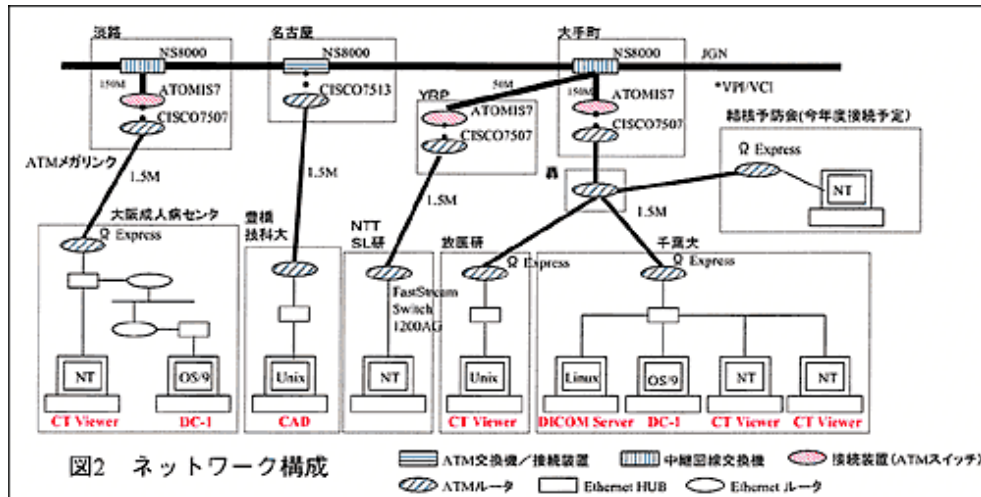 淡路
名古屋
大手町
NS8000
NS8000
NS8000
JGN
150M
ATOMIS7
CISCO7513
50M
150M
ATOMIS7
*VPI/VCI
YRP
ATOMIS7
CISCO7507
CISCO7507
CISCO7507
結核予防会(今年度接続予定)
Ω Express
NT
ATMメガリンク
1.5M
1.5M
1.5M
轟
1.5M
大阪成人病センタ
Ω Express
豊橋
技科大
NTT
SL研
放医研
Ω Express
千葉大
Ω Express
FastStream
Switch
1200AG
NT
OS/9
Unix
NT
Unix
Linux
OS/9
NT
NT
CT Viewer
DC-1
CAD
CT Viewer
DICOM Server
DC-1
CT Viewer
CT Viewer
図2 ネットワーク構成
ATM交換機/接続装置
中継回線交換機
接続装置(ATMスイッチ)
ATMルータ
Ethernet HUB
Ethernet ルータ